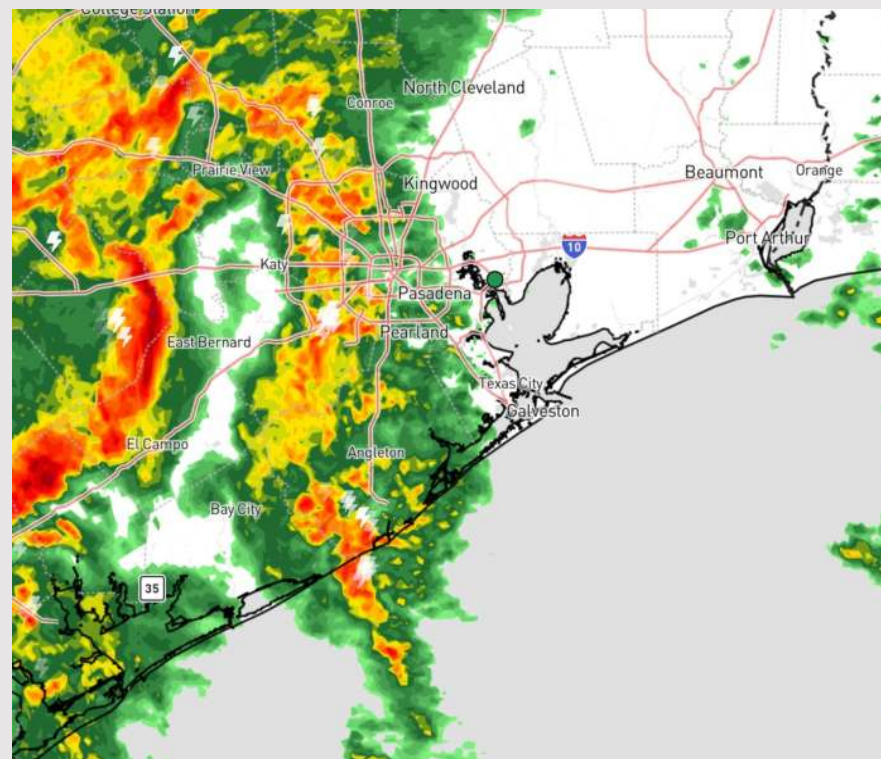 College Station
North Cleveland
Conroe
Prairie View
Kingwood
Beaumont
Orange
Port Arthur
10
Katy
Pasadena
East Bernard
Pearland
Texas City
Galveston
El Campo
Angleton
Bay City
35